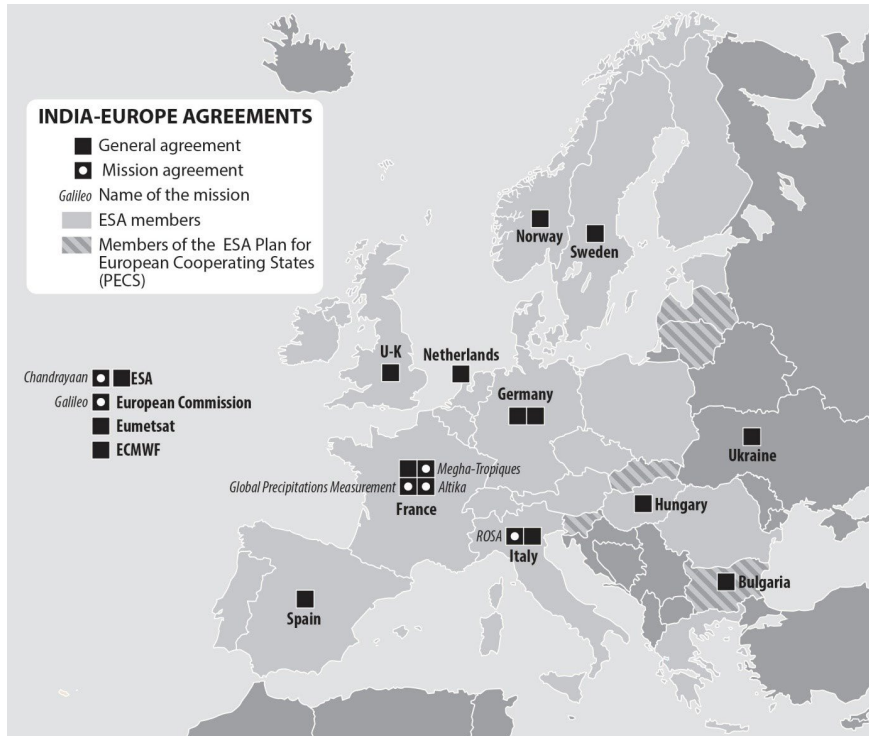 INDIA-EUROPE AGREEMENTS
General agreement
Mission agreement
Galileo Name of the mission
ESA members
Members of the ESA Plan for
European Cooperating States
(PECS)
Norway
Sweden
U-K
Netherlands
Chandrayaan ESA
Galileo European Commission
Eumetsat
ECMWF
Germany
Ukraine
Megha-Tropiques
Global Precipitations Measurement Altika
France
Hungary
ROSA
Italy
Bulgaria
Spain